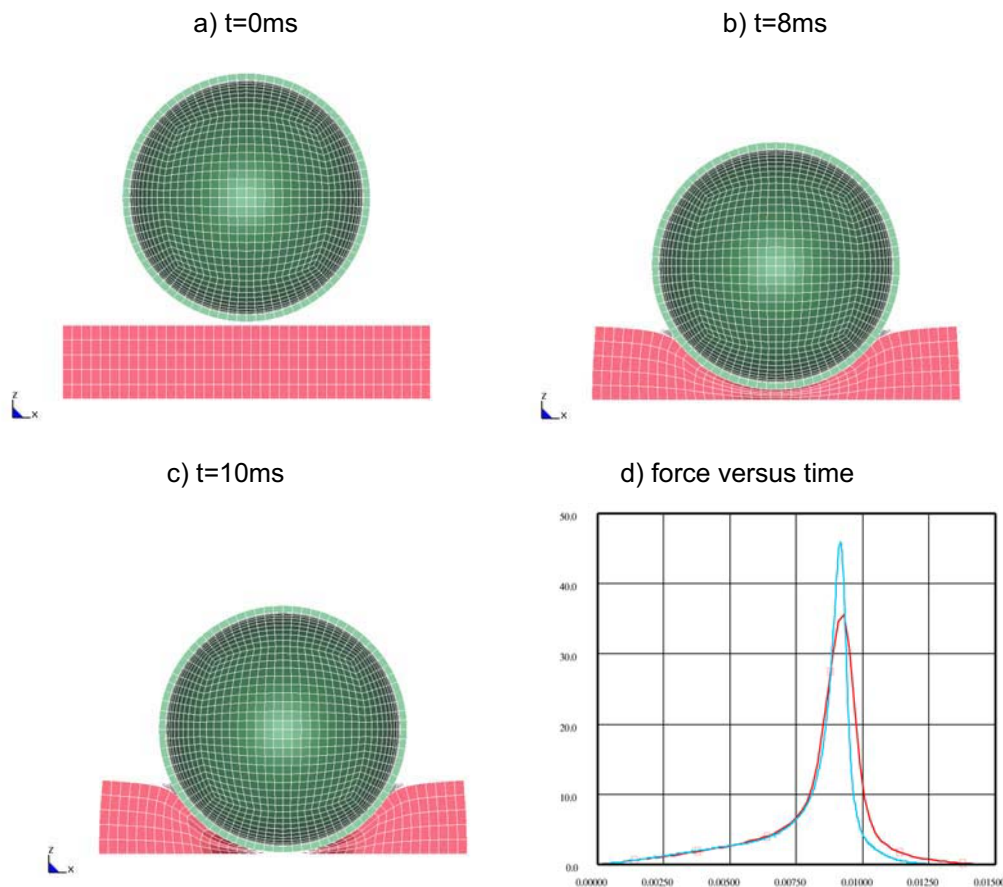 a) t=0ms
b) t=8ms
z
x
z
x
c) t=10ms
d) force versus time
z
x
50.0
40.0
30.0
20.0
10.0
0.0
0.00000 0.00250 0.00500 0.00750 0.01000 0.01250 0.01500